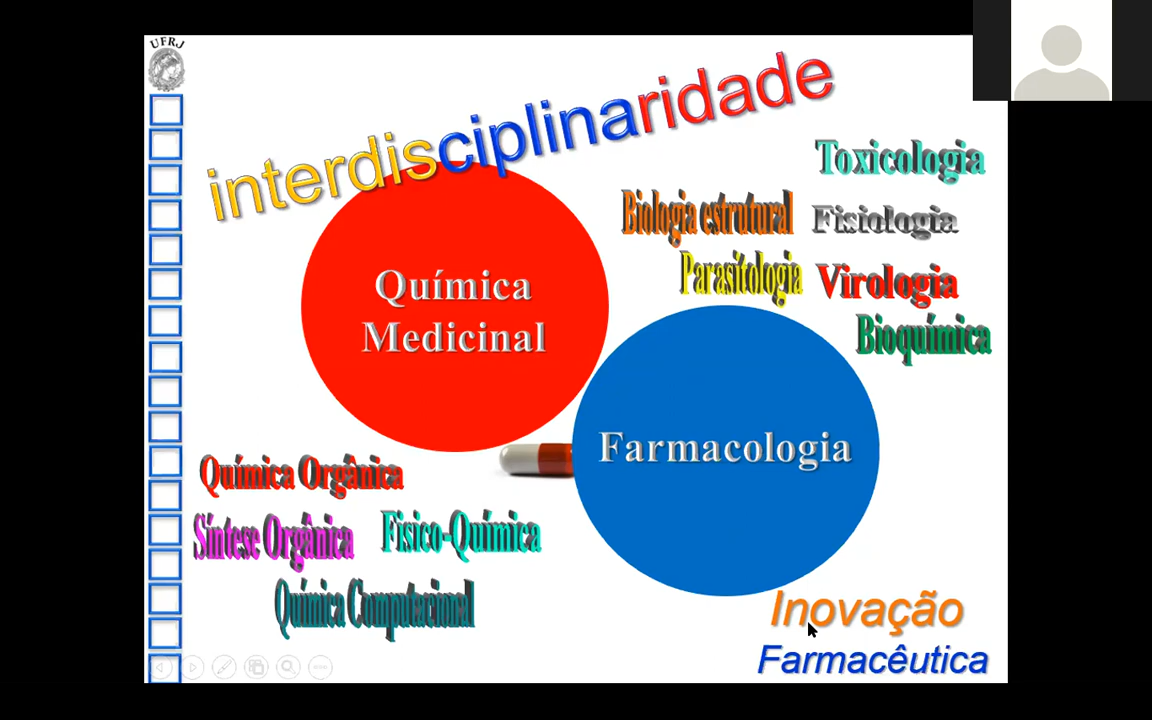 UFRJ
interdisciplinaridade
Toxicologia
Biologia estrutural
Fisiologia
Parasitologia
Virologia
Bioquímica
Química
Medicinal
Farmacologia
Química Orgânica
Síntese Orgânica
Fisico-Química
Química Computacional
Inovação
Farmacêutica